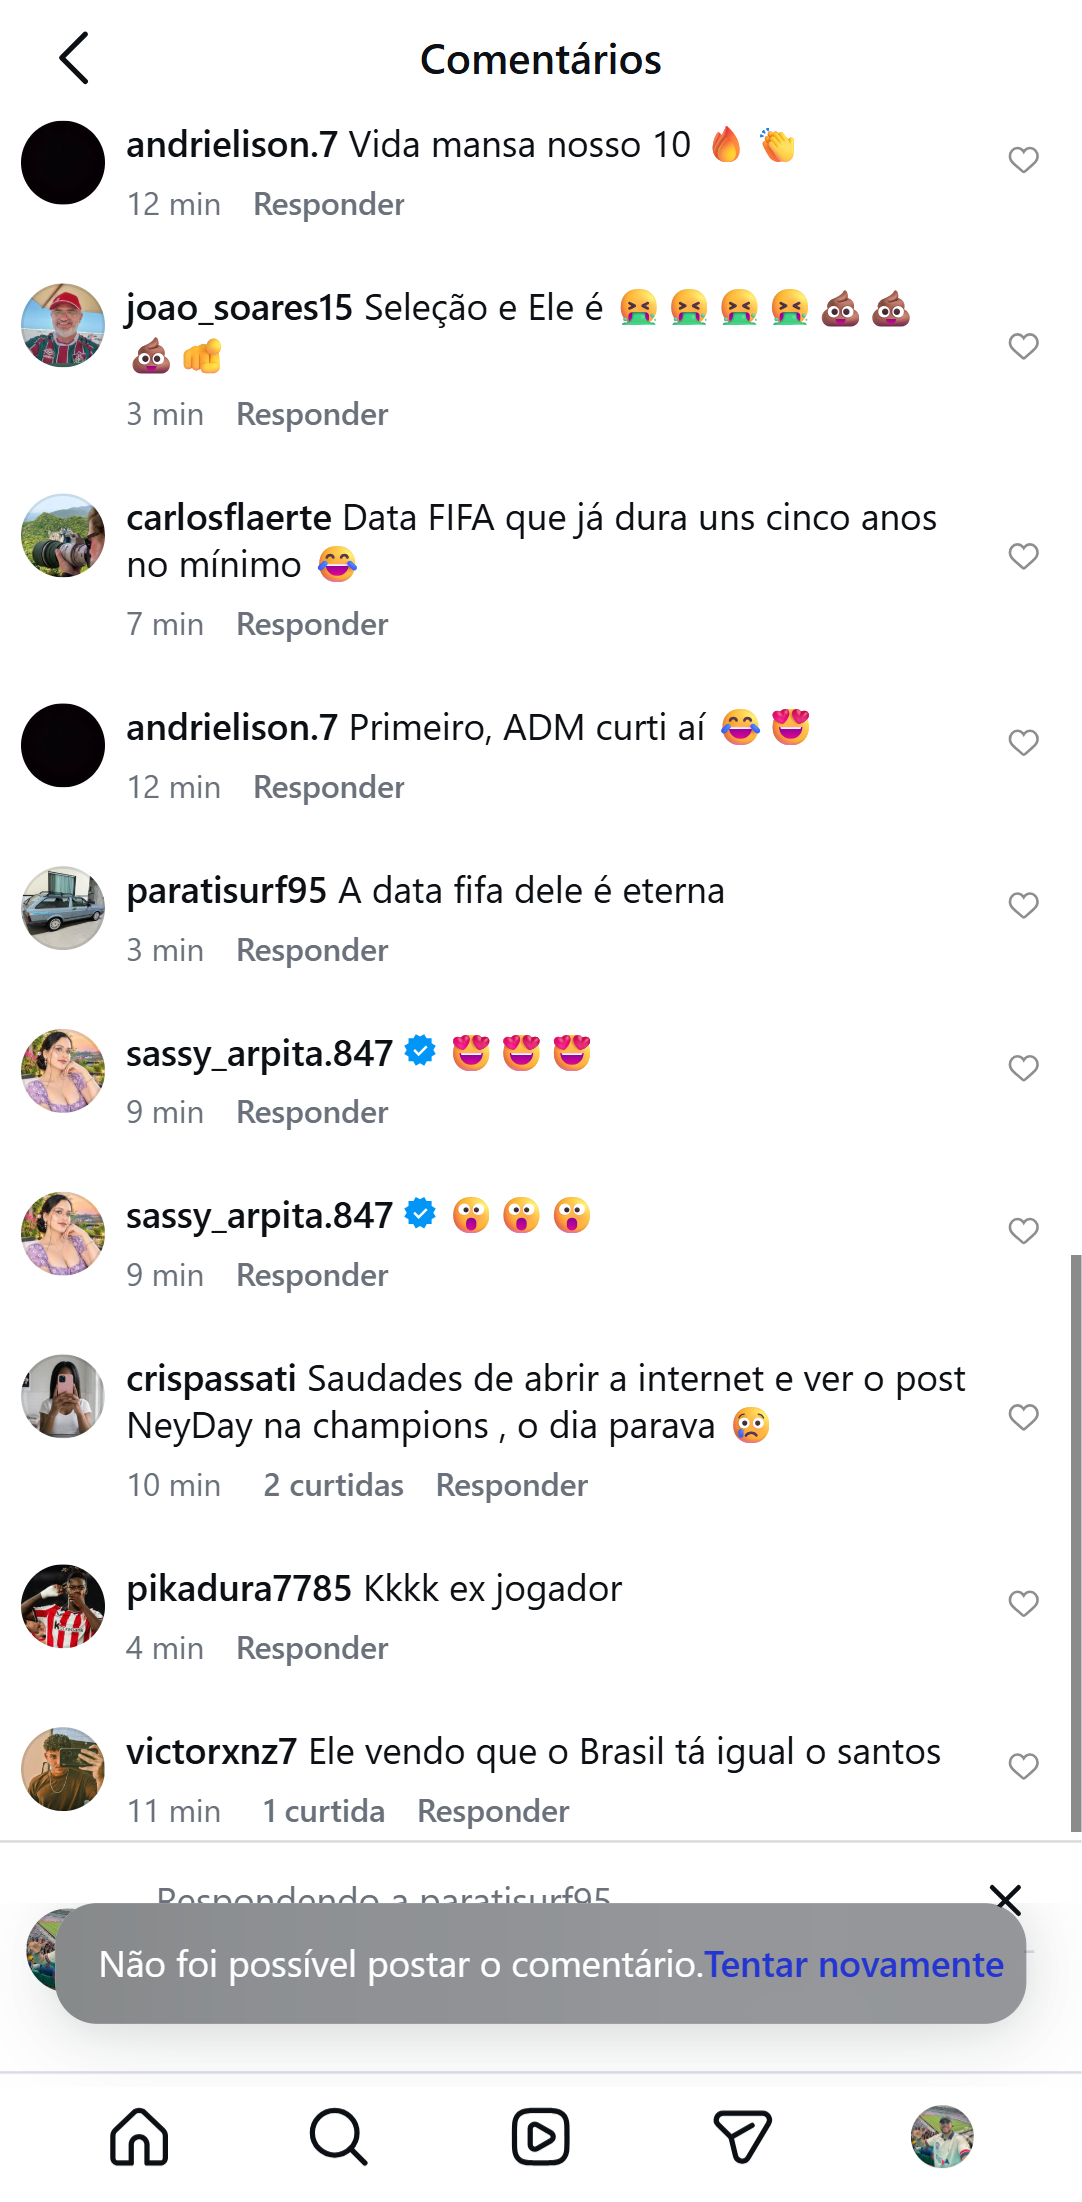 Comentários
andrielison.7 Vida mansa nosso 10 🔥 👏
12 min Responder
joao_soares15 Seleção e Ele é 🤮 🤮 🤮 🤮 💩 💩
💩 🫵
3 min Responder
carlosflaerte Data FIFA que já dura uns cinco anos
no mínimo 😂
7 min Responder
andrielison.7 Primeiro, ADM curti aí 😂 😍
12 min Responder
paratisurf95 A data fifa dele é eterna
3 min Responder
sassy_arpita.847 😍 😍 😍
9 min Responder
sassy_arpita.847 😲 😲 😲
9 min Responder
crispassati Saudades de abrir a internet e ver o post
NeyDay na champions , o dia parava 😢
10 min 2 curtidas Responder
pikadura7785 Kkkk ex jogador
4 min Responder
victorxnz7 Ele vendo que o Brasil tá igual o santos
11 min 1 curtida Responder
Respondendo a paratisurf95
Não foi possível postar o comentário.Tentar novamente